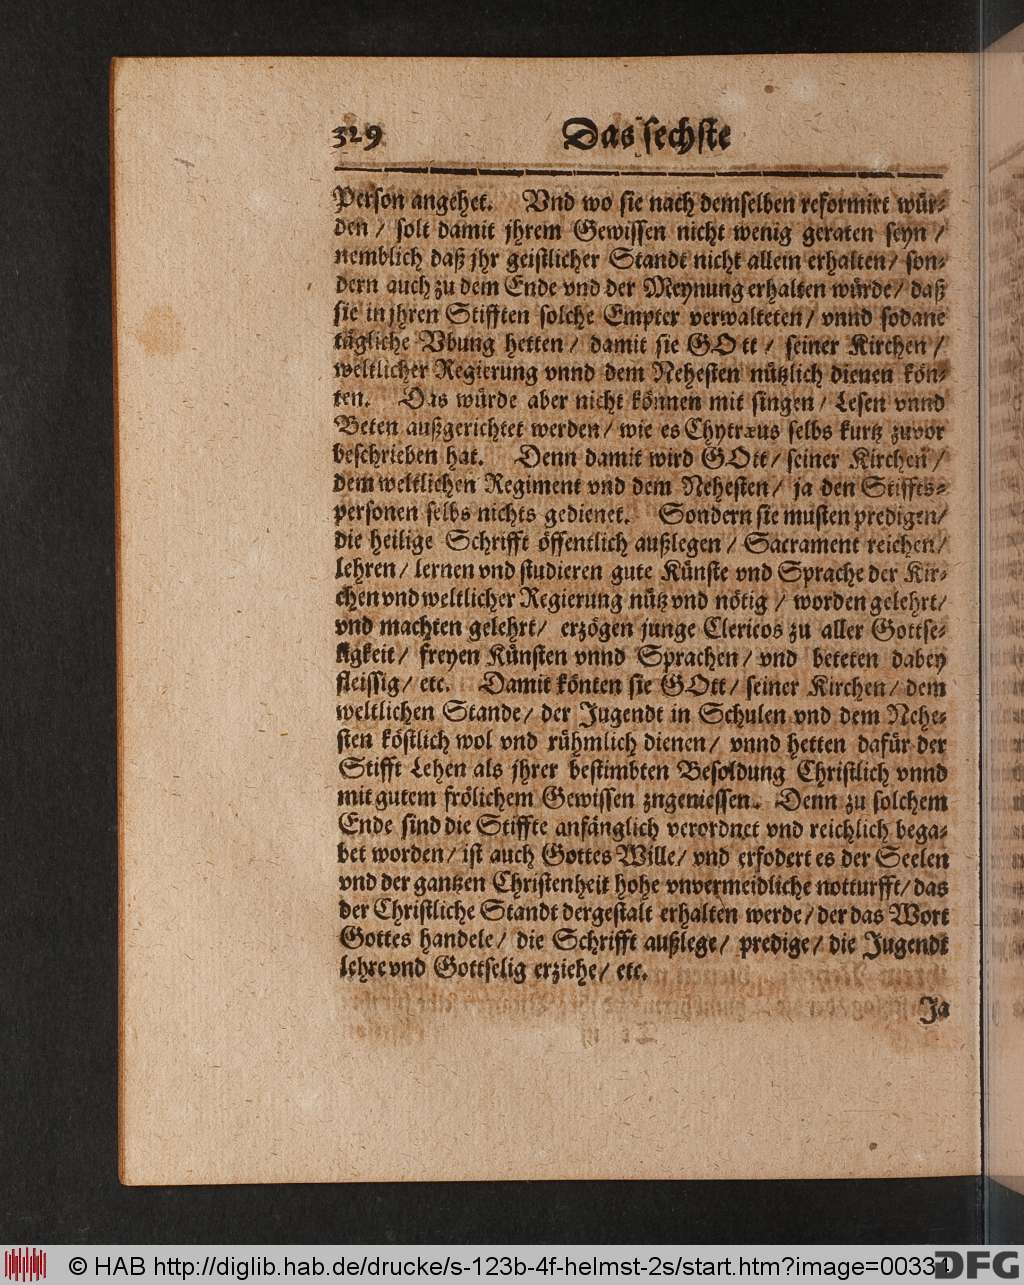 329 Das sechste
Person angehet. Vnd wo sie nach demselben reformirt wür-
den / solt damit jhrem Gewissen nicht wenig geraten seyn /
nemblich daß jhr geistlicher Standt nicht allein erhalten / son-
dern auch zu dem Ende vnd der Meynung erhalten würde / daß
sie in jhren Stifften solche Empter verwalteten / vnnd sodane
tägliche Vbung hetten / damit sie GOtt / seiner Kirchen /
weltlicher Regierung vnnd dem Nehesten nützlich dienen kön-
ten. Das würde aber nicht können mit singen / Lesen vnnd
Beten außgerichtet werden / wie es Chytræus selbs kurtz zuvor
beschrieben hat. Denn damit wird GOtt / seiner Kirchen /
dem weltlichen Regiment vnd dem Nehesten / ja den Stiffts-
personen selbs nichts gedienet. Sondern sie musten predigen /
die heilige Schrifft öffentlich außlegen / Sacrament reichen /
lehren / lernen vnd studieren gute Künste vnd Sprache der Kir-
chen vnd weltlicher Regierung nütz vnd nötig / worden gelehrt /
vnd machten gelehrt / erzögen junge Clericos zu aller Gottse-
ligkeit / freyen Künsten vnnd Sprachen / vnd beteten dabey
fleissig / etc. Damit könten sie GOtt / seiner Kirchen / dem
weltlichen Stande / der Jugendt in Schulen vnd dem Nehe-
sten köstlich wol vnd rühmlich dienen / vnnd hetten dafür der
Stifft Lehen als jhrer bestimbten Besoldung Christlich vnnd
mit gutem frölichem Gewissen zngeniessen. Denn zu solchem
Ende sind die Stiffte anfänglich verordnet vnd reichlich bega-
bet worden / ist auch Gottes Wille / vnd erfodert es der Seelen
vnd der gantzen Christenheit hohe vnvermeidliche notturfft / das
der Christliche Standt dergestalt erhalten werde / der das Wort
Gottes handele / die Schrifft außlege / predige / die Jugendt
lehre vnd Gottselig erziehe / etc.
Ja
© HAB http://diglib.hab.de/drucke/s-123b-4f-helmst-2s/start.htm?image=00334
DFG